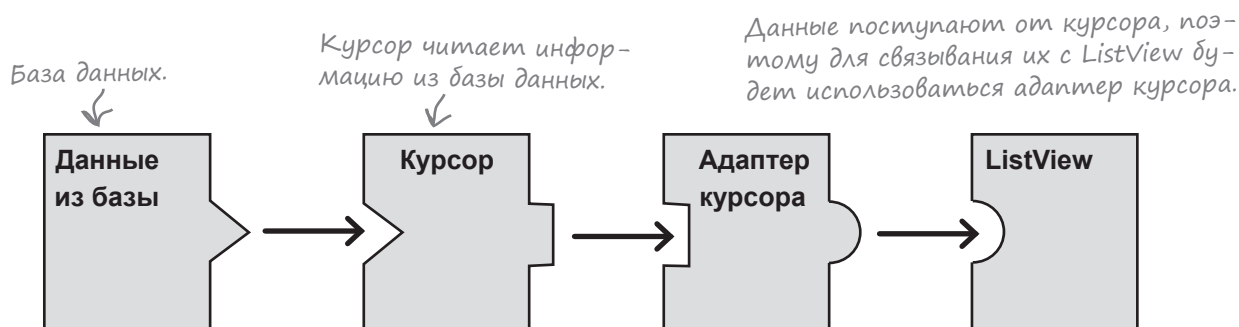 База данных.
Курсор читает инфор-
мацию из базы данных.
Данные поступают от курсора, поэ-
тому для связывания их с ListView бу-
дет использоваться адаптер курсора.
Данные
из базы
Курсор
Адаптер
курсора
ListView